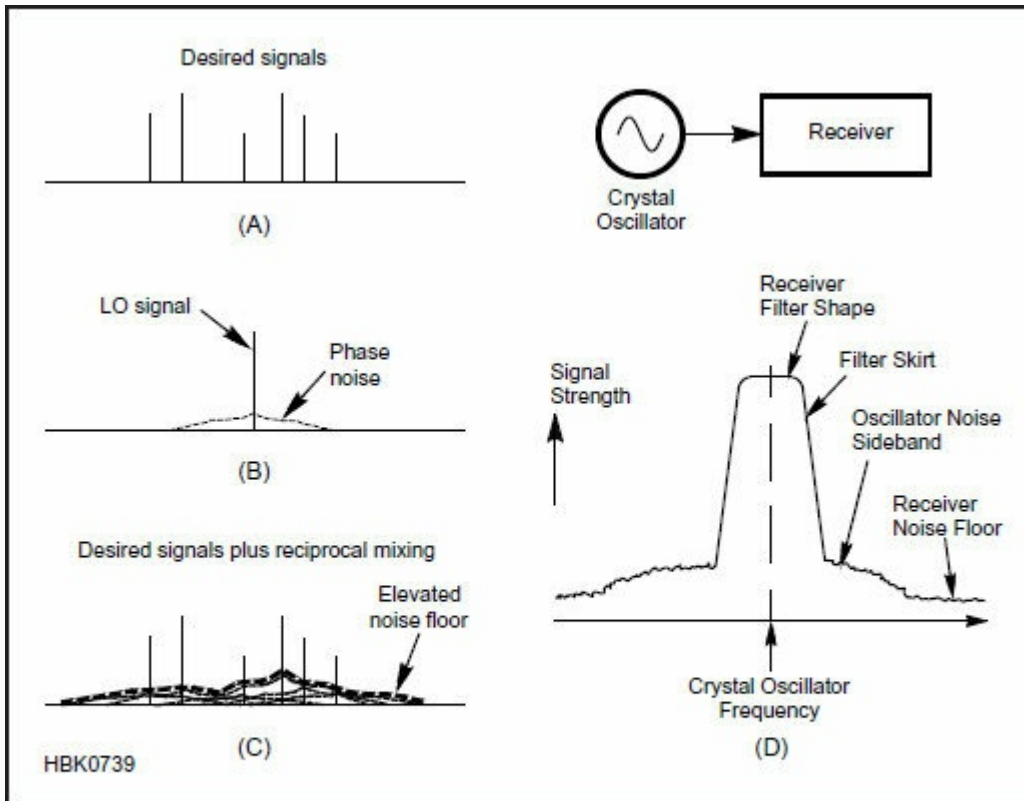 Desired signals
(A)
LO signal
Phase
noise
(B)
Desired signals plus reciprocal mixing
Elevated
noise floor
(C)
HBK0739
Receiver
Crystal
Oscillator
Receiver
Filter Shape
Filter Skirt
Signal
Strength
Oscillator Noise
Sideband
Receiver
Noise Floor
Crystal Oscillator
Frequency
(D)